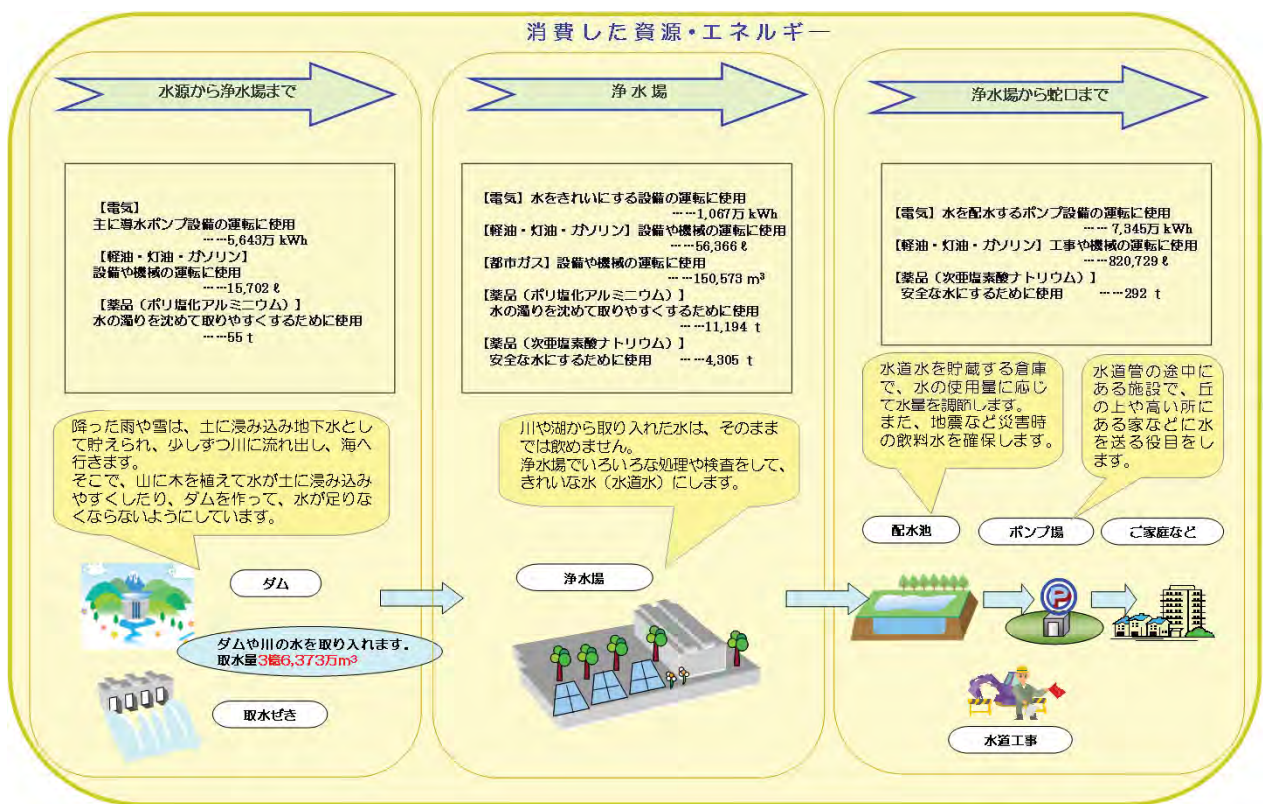 消費した資源・エネルギー
水源から浄水場まで
【電気】
主に導水ポンプ設備の運転に使用
……5,643万 kWh
【軽油・灯油・ガソリン】
設備や機械の運転に使用
……15,702 ℓ
【薬品（ポリ塩化アルミニウム）】
水の濁りを沈めて取りやすくするために使用
……55 t
降った雨や雪は、土に浸み込み地下水と
して貯えられ、少しずつ川に流れ出し、海へ
行きます。
そこで、山に木を植えて水が土に浸み込み
やすくしたり、ダムを作って、水が足りな
くならないようにしています。
ダム
ダムや川の水を取り入れます。
取水量3億6,373万m³
取水ぜき
浄水場
【電気】水をきれいにする設備の運転に使用
……1,067万 kWh
【軽油・灯油・ガソリン】設備や機械の運転に使用
……56,366 ℓ
【都市ガス】設備や機械の運転に使用
……150,573 m³
【薬品（ポリ塩化アルミニウム）】
水の濁りを沈めて取りやすくするために使用
……11,194 t
【薬品（次亜塩素酸ナトリウム）】
安全な水にするために使用 ……4,305 t
川や湖から取り入れた水は、そのまま
では飲めません。
浄水場でいろいろな処理や検査をして、
きれいな水（水道水）にします。
浄水場
浄水場から蛇口まで
【電気】水を配水するポンプ設備の運転に使用
……7,345万 kWh
【軽油・灯油・ガソリン】工事や機械の運転に使用
……820,729 ℓ
【薬品（次亜塩素酸ナトリウム）】
安全な水にするために使用 ……292 t
水道水を貯蔵する倉庫
で、水の使用量に応じ
て水量を調節します。
また、地震など災害時
の飲料水を確保します。
水道管の途中に
ある施設で、丘
の上や高い所に
ある家などに水
を送る役目をし
ます。
配水池
ポンプ場
ご家庭など
P
水道工事